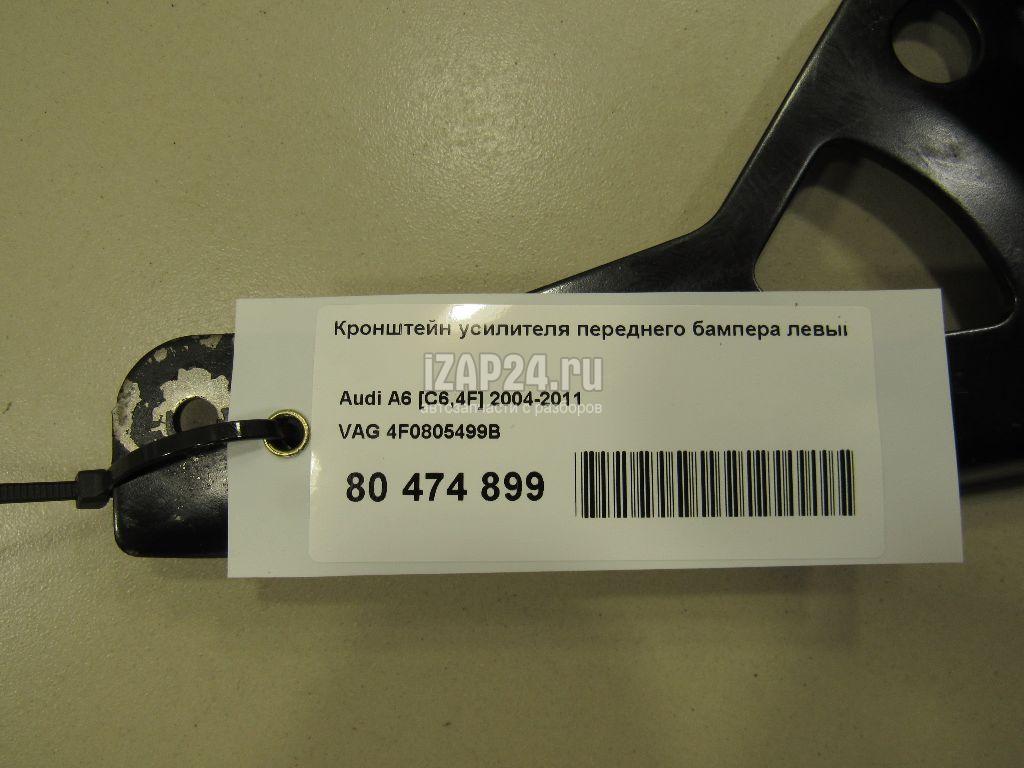 Кронштейн усилителя переднего бампера левы
iZAP24.ru
Audi A6 [C6,4F] 2004-2011
автозапчасти с разборов
VAG 4F0805499B
80 474 899